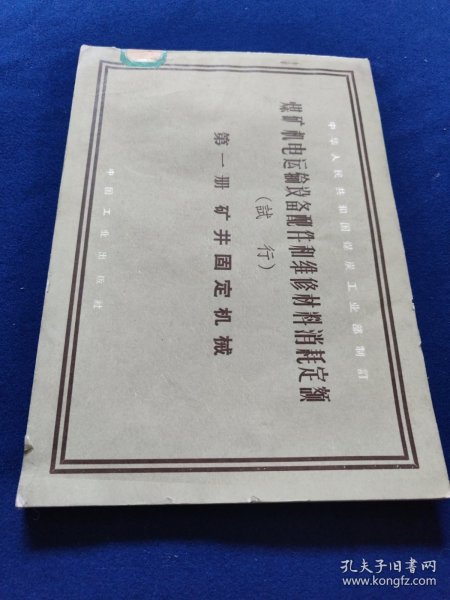 中华人民共和国煤炭工业部制訂
煤矿机电运输设备配件和维修材料消耗定额
(試行)
第一册 矿井固定机械
中国工业出版社
孔夫子旧书网
www.kongfz.com